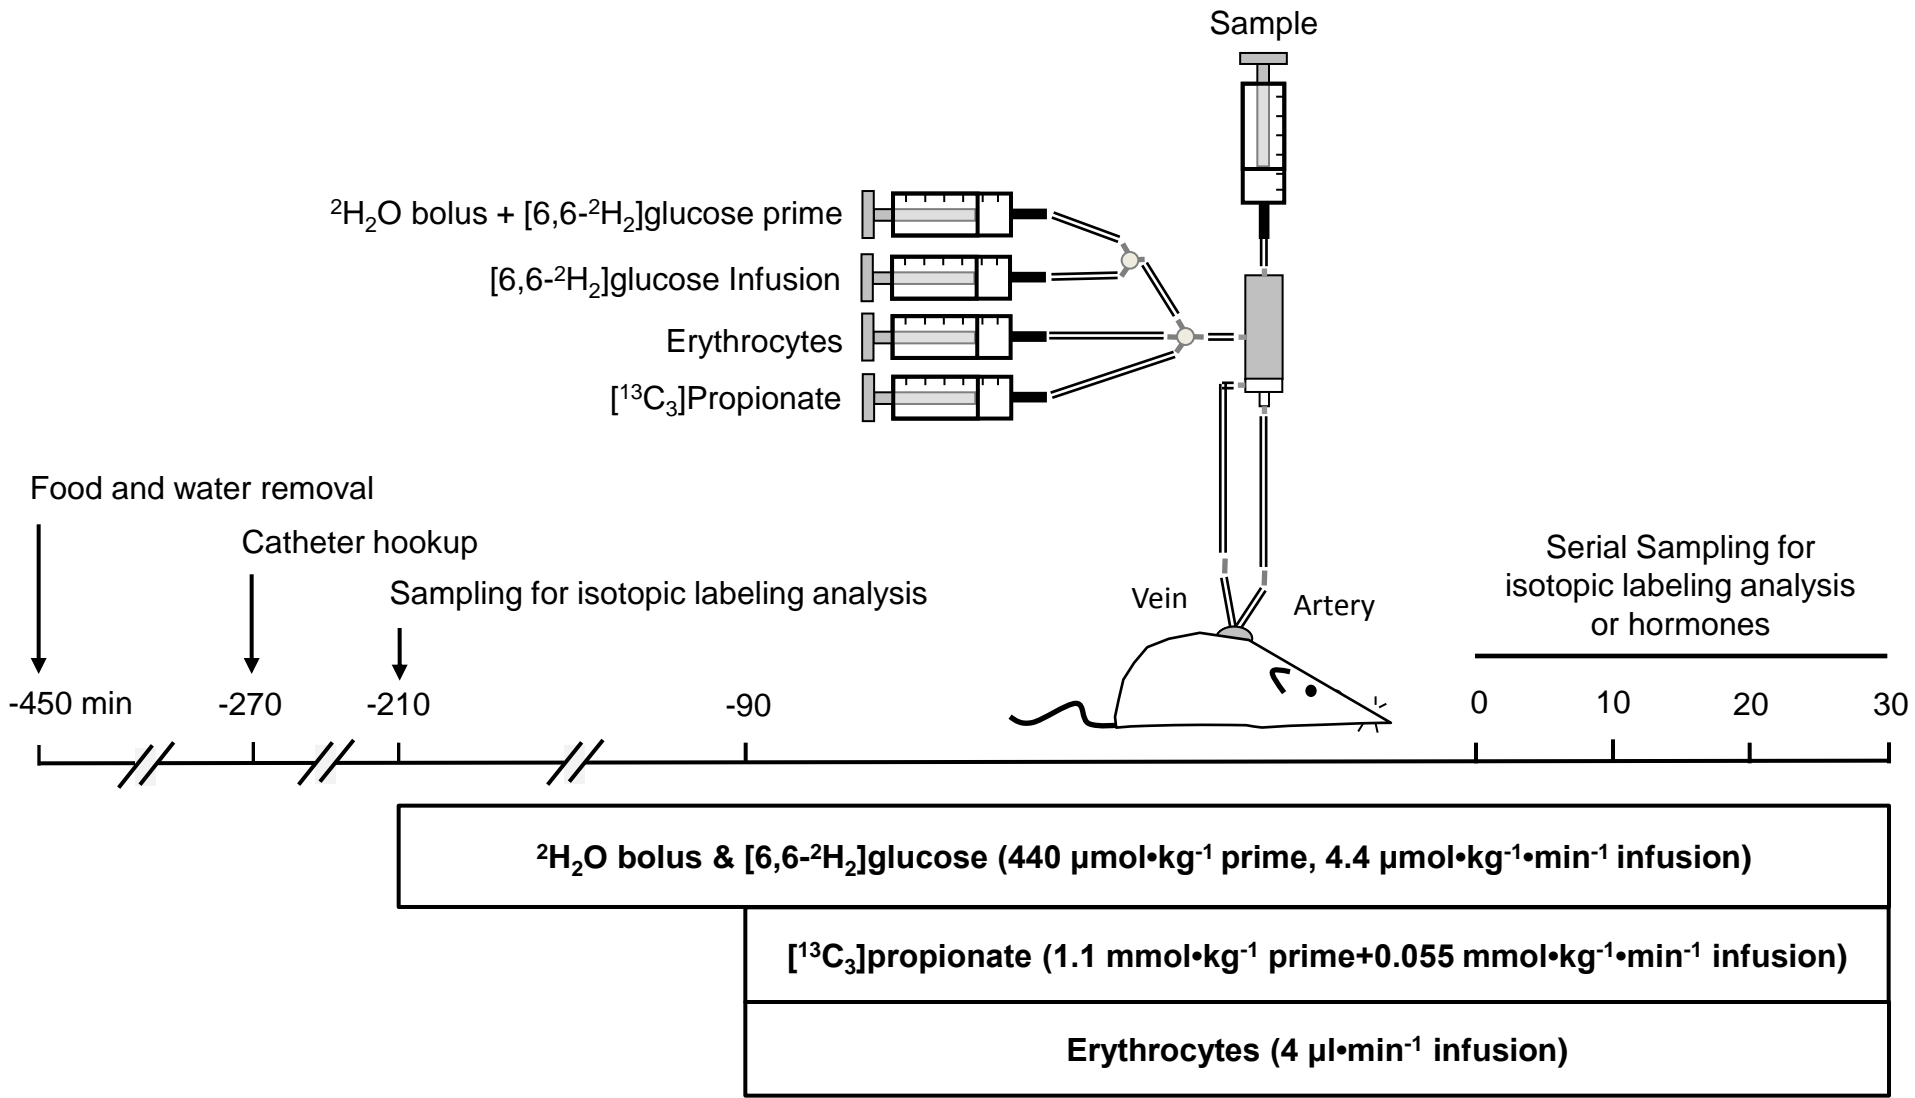 Sample
²H₂O bolus + [6,6-²H₂]glucose prime
[6,6-²H₂]glucose Infusion
Erythrocytes
[¹³C₃]Propionate
Food and water removal
Catheter hookup
Sampling for isotopic labeling analysis
Vein
Artery
Serial Sampling for
isotopic labeling analysis
or hormones
-450 min
-270
-210
-90
0
10
20
30
²H₂O bolus & [6,6-²H₂]glucose (440 µmol•kg⁻¹ prime, 4.4 µmol•kg⁻¹•min⁻¹ infusion)
[¹³C₃]propionate (1.1 mmol•kg⁻¹ prime+0.055 mmol•kg⁻¹•min⁻¹ infusion)
Erythrocytes (4 µl•min⁻¹ infusion)